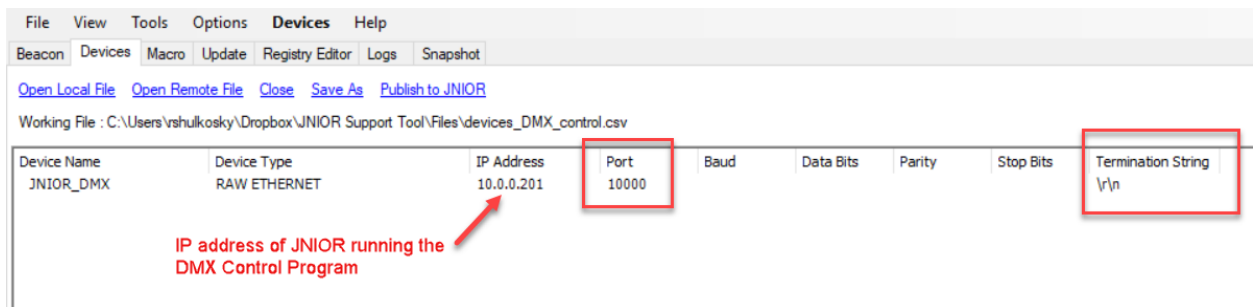 File View Tools Options Devices Help
Beacon Devices Macro Update Registry Editor Logs Snapshot
Open Local File Open Remote File Close Save As Publish to JNIOR
Working File : C:\Users\rshulkosky\Dropbox\JNIOR Support Tool\Files\devices_DMX_control.csv
Device Name Device Type IP Address Port Baud Data Bits Parity Stop Bits Termination String
JNIOR_DMX RAW ETHERNET 10.0.0.201 10000 \r\n
IP address of JNIOR running the
DMX Control Program